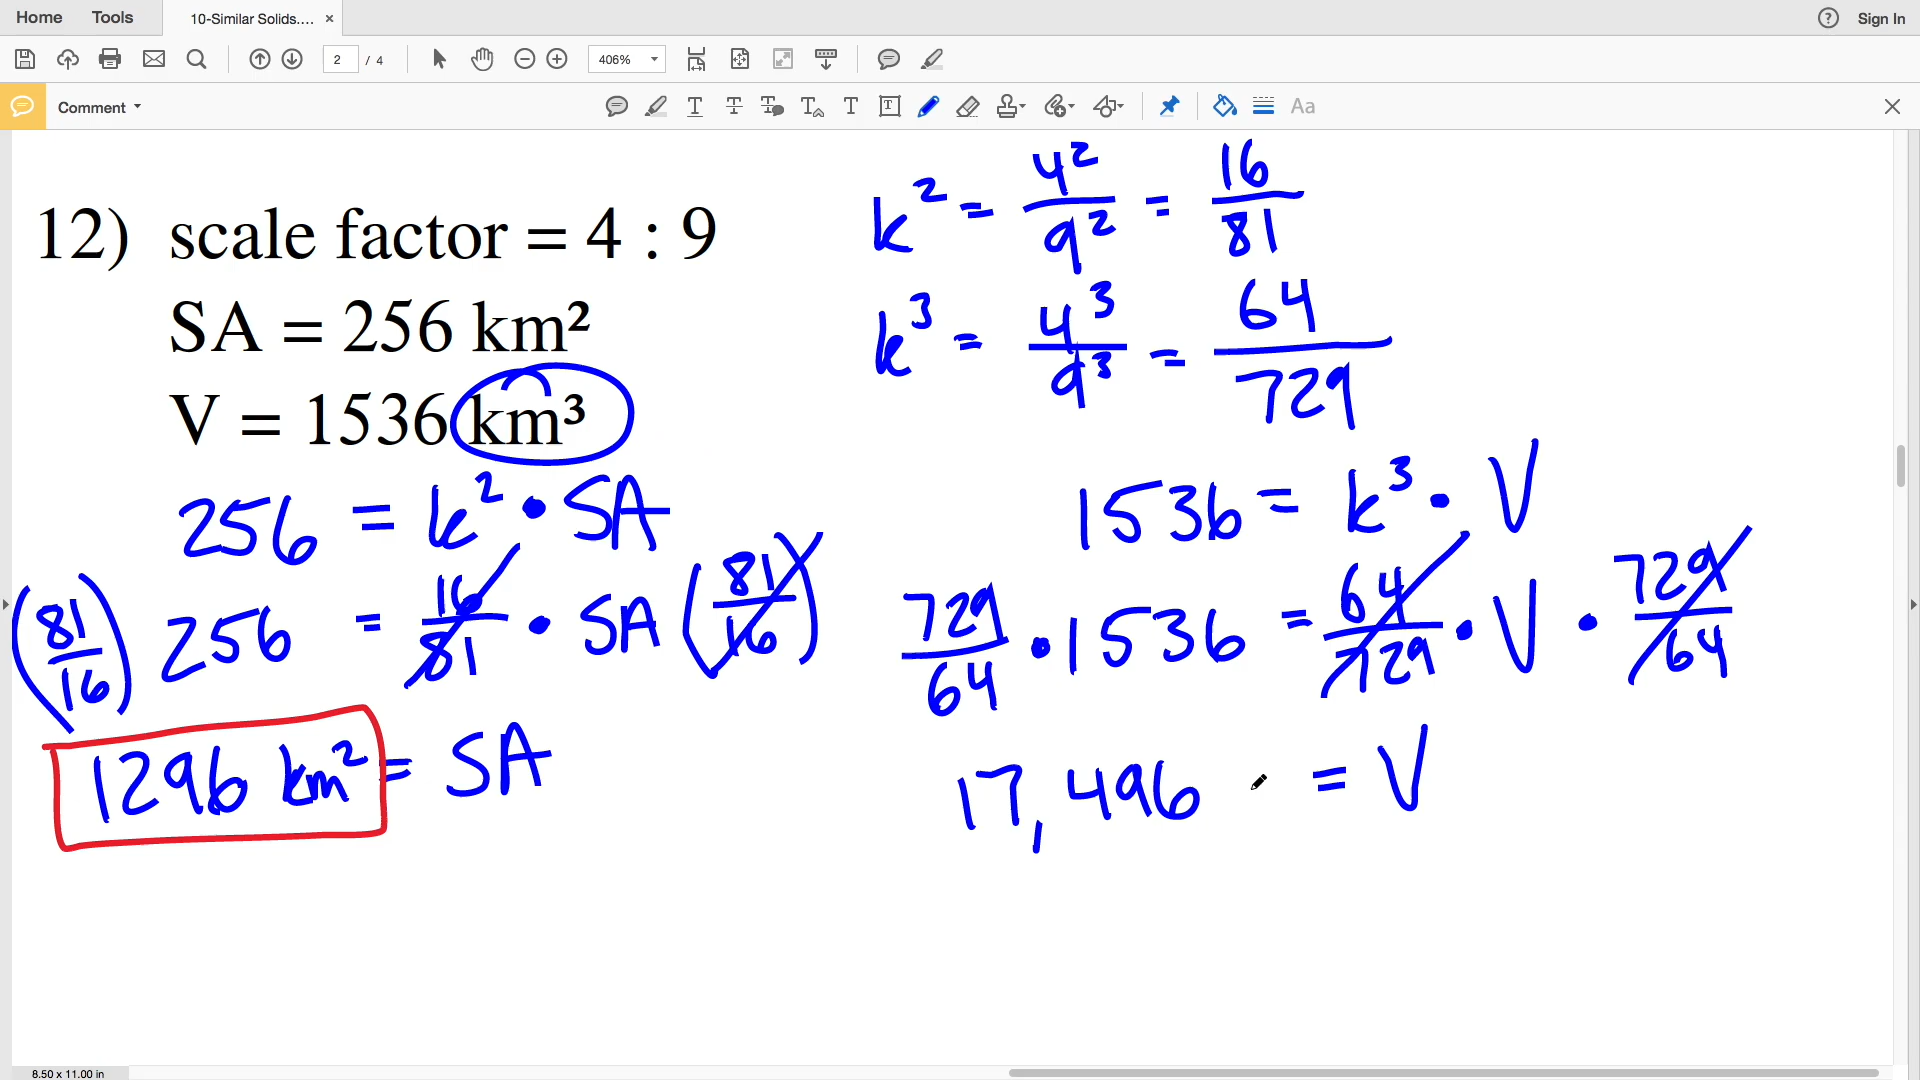 Home Tools 10-Similar Solids.... × Sign In
2 / 4 406%
Comment Aa
12) scale factor = 4 : 9
SA = 256 km²
V = 1536 km³
k² = 4²/9² = 16/81
k³ = 4³/9³ = 64/729
256 = k² • SA
(81/16) 256 = 16/81 • SA (81/16)
1296 km² = SA
1536 = k³ • V
729/64 • 1536 = 64/729 • V • 729/64
17,496 = V
8.50 x 11.00 in